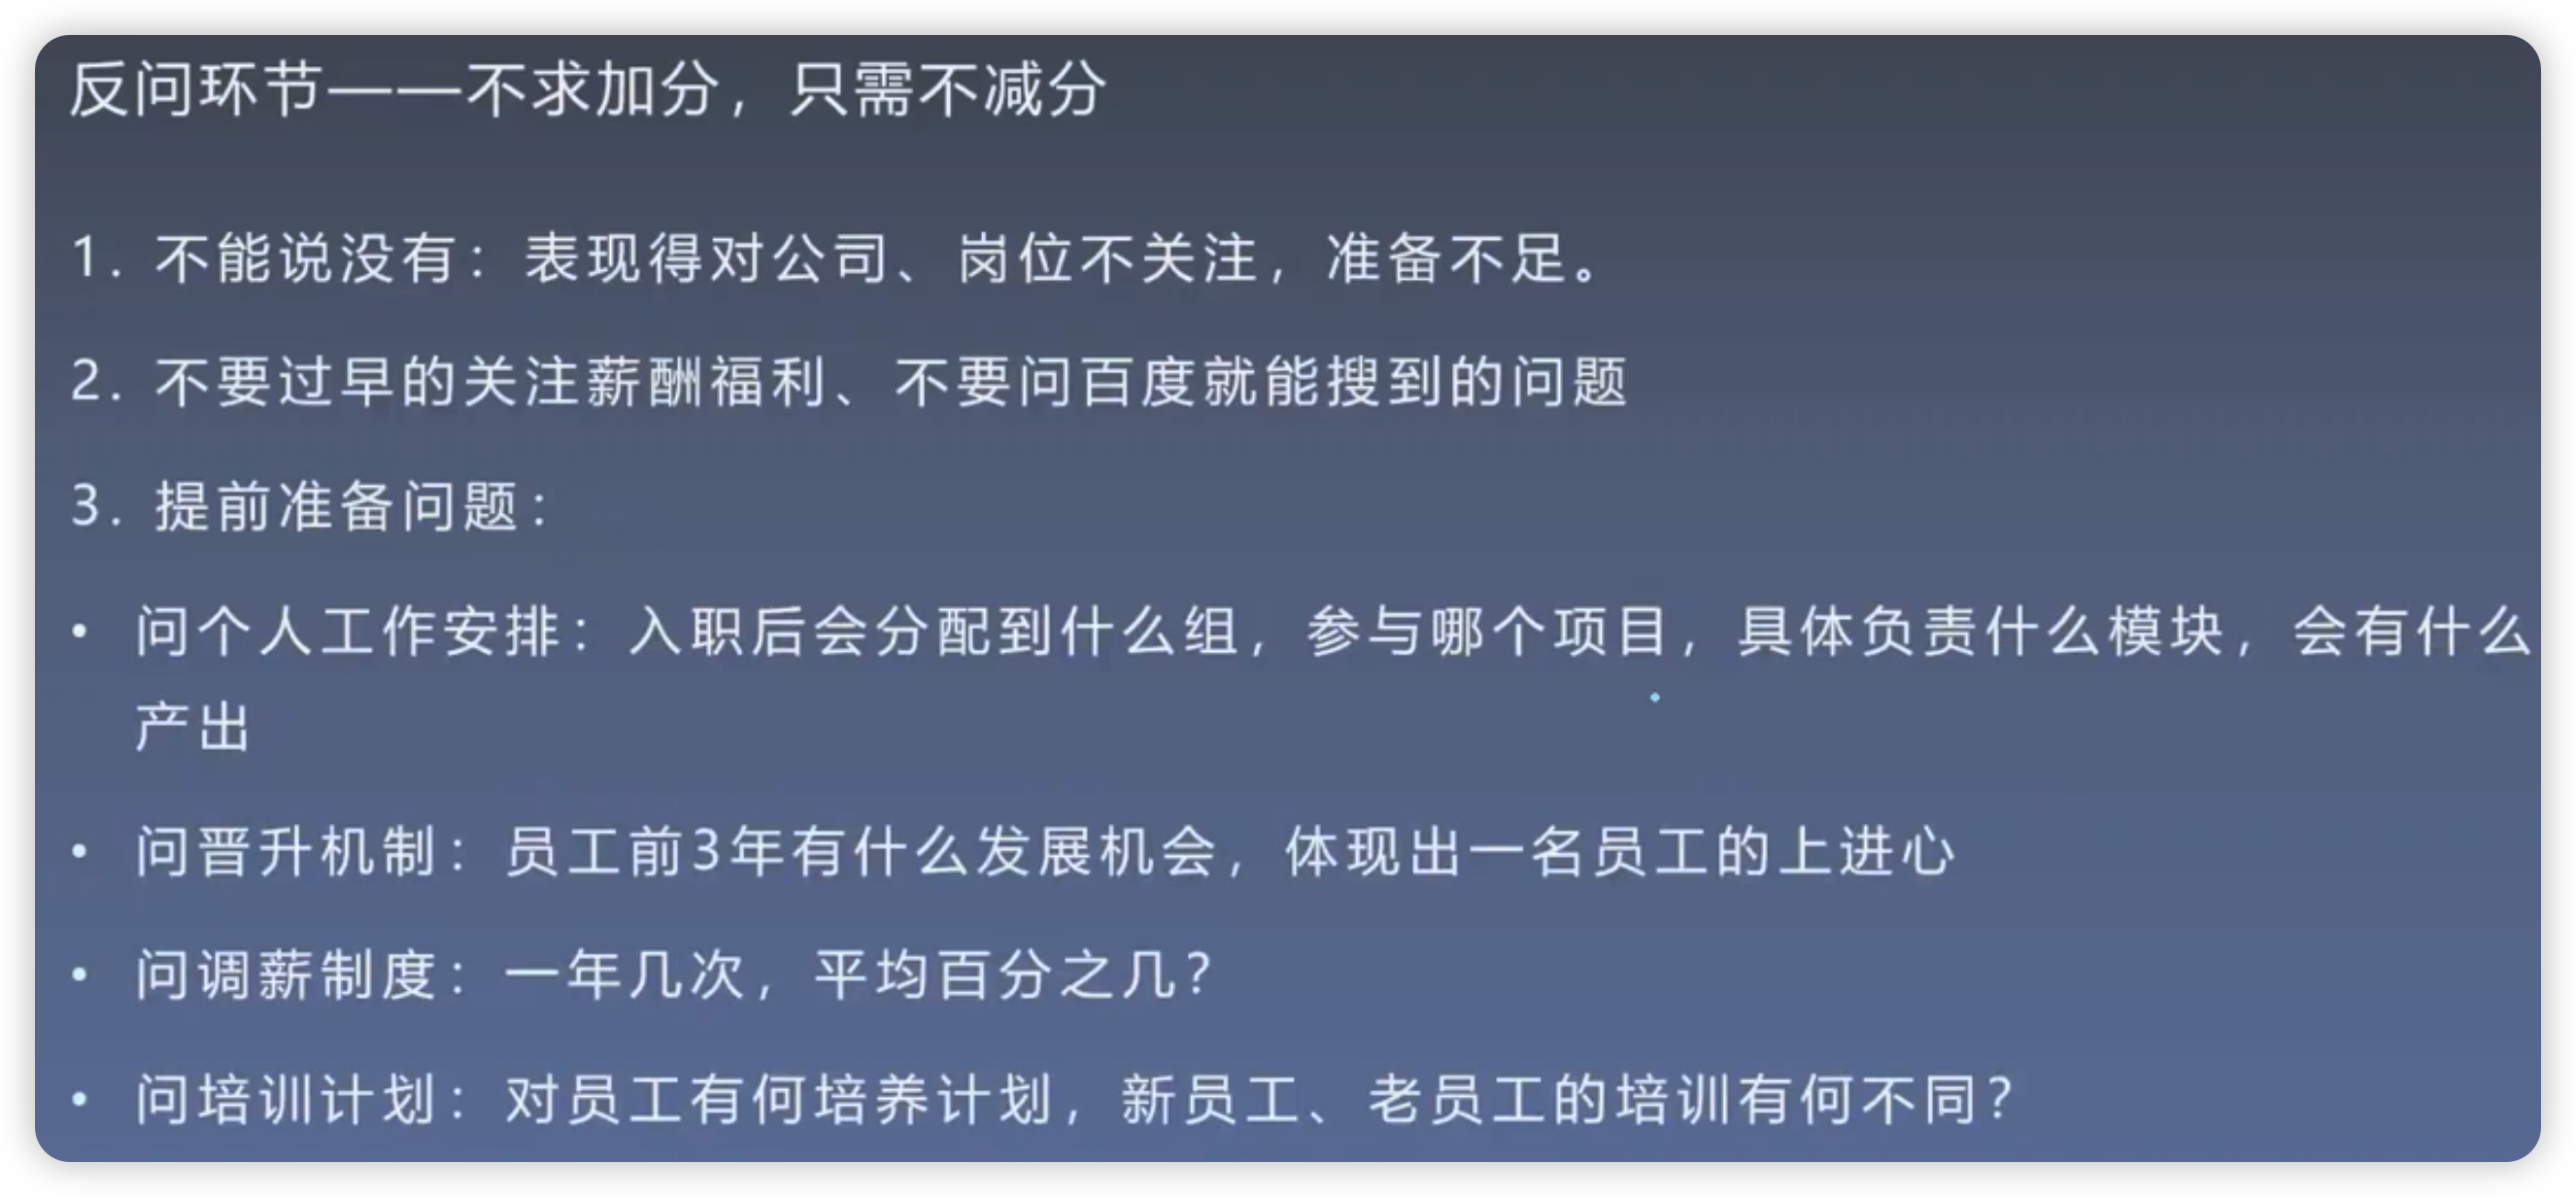 反问环节——不求加分，只需不减分
1. 不能说没有：表现得对公司、岗位不关注，准备不足。
2. 不要过早的关注薪酬福利、不要问百度就能搜到的问题
3. 提前准备问题：
• 问个人工作安排：入职后会分配到什么组，参与哪个项目，具体负责什么模块，会有什么
产出
• 问晋升机制：员工前3年有什么发展机会，体现出一名员工的上进心
• 问调薪制度：一年几次，平均百分之几？
• 问培训计划：对员工有何培养计划，新员工、老员工的培训有何不同？